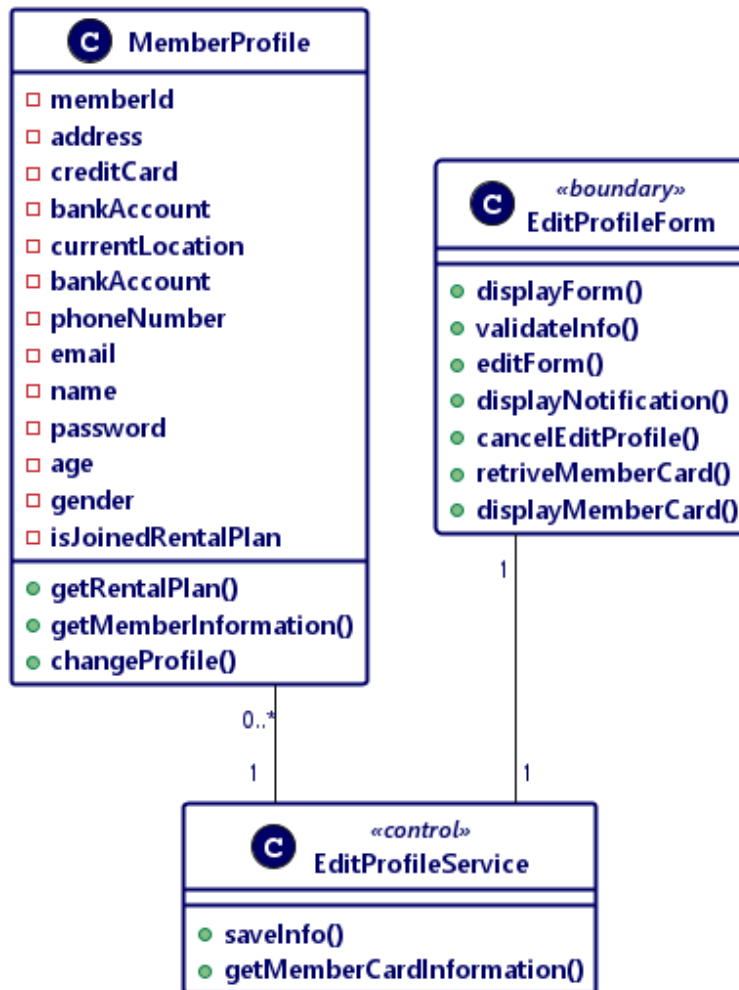 C MemberProfile
memberId
address
creditCard
bankAccount
currentLocation
bankAccount
phoneNumber
email
name
password
age
gender
isJoinedRentalPlan
getRentalPlan()
getMemberInformation()
changeProfile()
«boundary»
C EditProfileForm
displayForm()
validateInfo()
editForm()
displayNotification()
cancelEditProfile()
retriveMemberCard()
displayMemberCard()
1
0..*
1
1
«control»
C EditProfileService
saveInfo()
getMemberCardInformation()